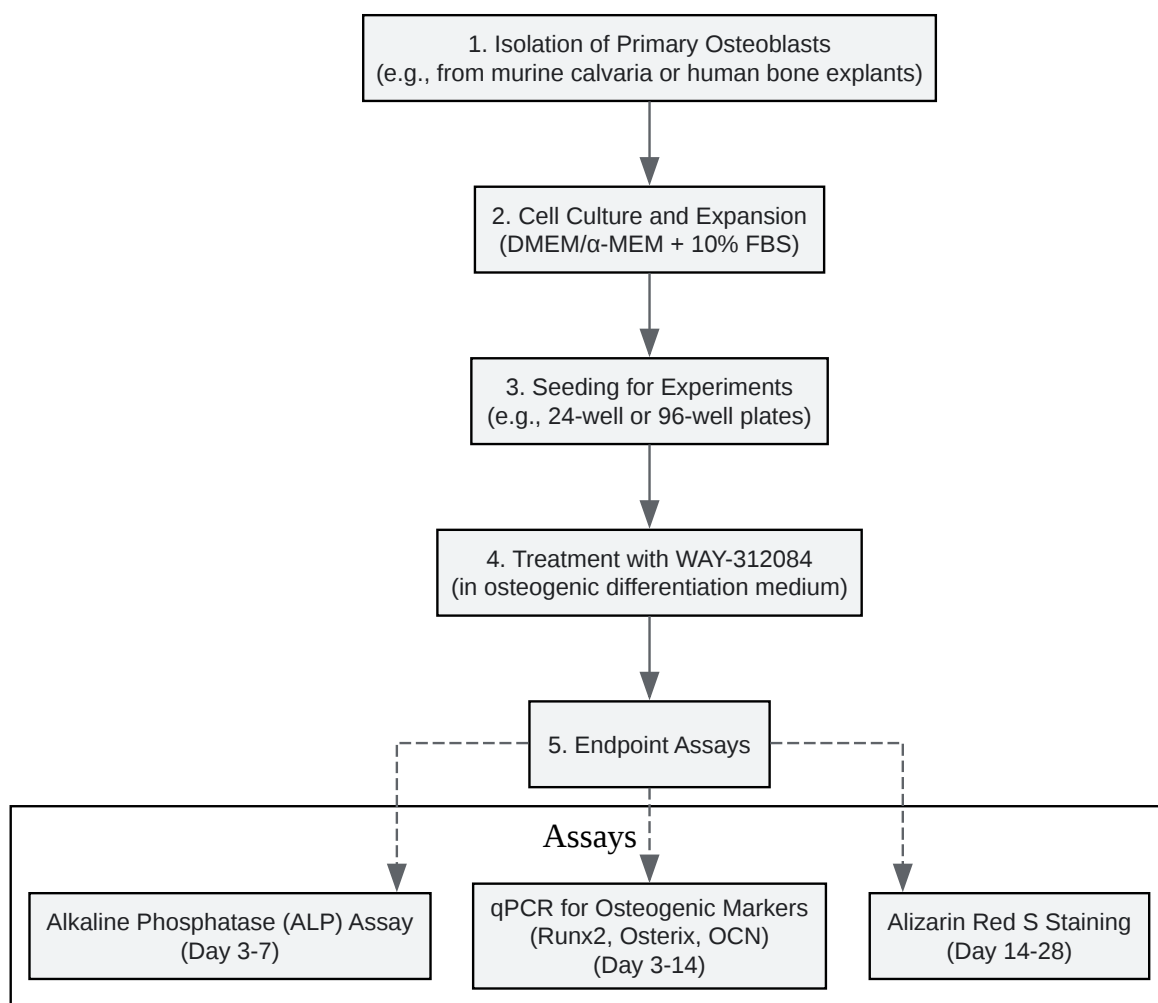 1. Isolation of Primary Osteoblasts
(e.g., from murine calvaria or human bone explants)
2. Cell Culture and Expansion
(DMEM/α-MEM + 10% FBS)
3. Seeding for Experiments
(e.g., 24-well or 96-well plates)
4. Treatment with WAY-312084
(in osteogenic differentiation medium)
5. Endpoint Assays
Assays
Alkaline Phosphatase (ALP) Assay
(Day 3-7)
qPCR for Osteogenic Markers
(Runx2, Osterix, OCN)
(Day 3-14)
Alizarin Red S Staining
(Day 14-28)